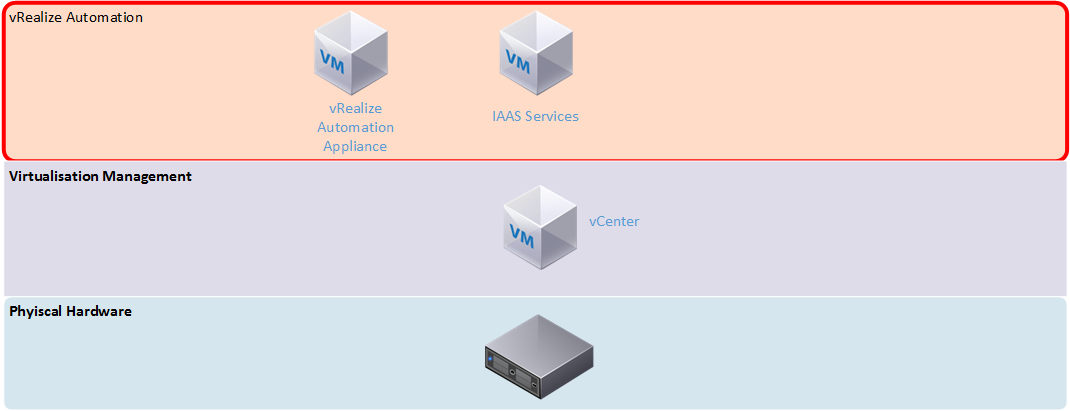 vRealize Automation
VM
VM
vRealize
Automation
Appliance
IAAS Services
Virtualisation Management
VM
vCenter
Phyiscal Hardware